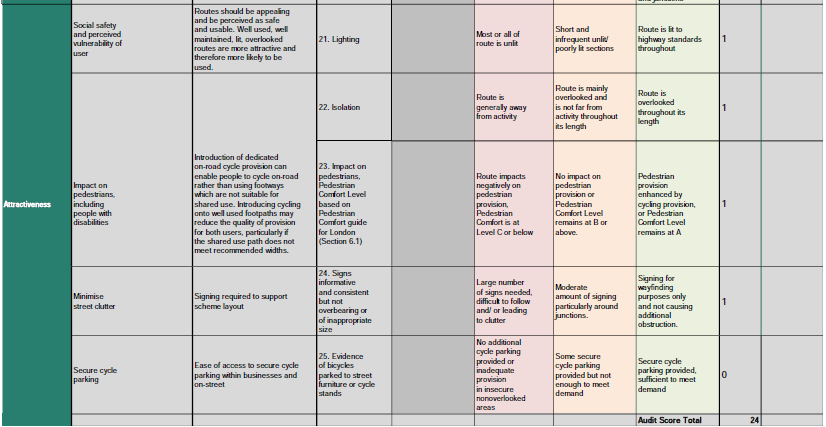 Attractiveness
Social safety
and perceived
vulnerability of
user
Routes should be appealing
and be perceived as safe
and usable. Well used, well
maintained, lit, overlooked
routes are more attractive and
therefore more likely to be
used.
21. Lighting
Most or all of
route is unlit
Short and
infrequent unlit/
poorly lit sections
Route is lit to
highway standards
throughout
1
22. Isolation
Route is
generally away
from activity
Route is mainly
overlooked and
is not far from
activity throughout
its length
Route is
overlooked
throughout its
length
1
Impact on
pedestrians,
including
people with
disabilities
Introduction of dedicated
on-road cycle provision can
enable people to cycle on-road
rather than using footways
which are not suitable for
shared use. Introducing cycling
onto well used footpaths may
reduce the quality of provision
for both users, particularly if
the shared use path does not
meet recommended widths.
23. Impact on
pedestrians,
Pedestrian
Comfort Level
based on
Pedestrian
Comfort guide
for London
(Section 6.1)
Route impacts
negatively on
pedestrian
provision,
Pedestrian
Comfort is at
Level C or below
No impact on
pedestrian
provision or
Pedestrian
Comfort Level
remains at B or
above.
Pedestrian
provision
enhanced by
cycling provision,
or Pedestrian
Comfort Level
remains at A
1
Minimise
street clutter
Signing required to support
scheme layout
24. Signs
informative
and consistent
but not
overbearing or
of inappropriate
size
Large number
of signs needed,
difficult to follow
and/ or leading
to clutter
Moderate
amount of signing
particularly around
junctions.
Signing for
wayfinding
purposes only
and not causing
additional
obstruction.
1
Secure cycle
parking
Ease of access to secure cycle
parking within businesses and
on-street
25. Evidence
of bicycles
parked to street
furniture or cycle
stands
No additional
cycle parking
provided or
inadequate
provision
in insecure
nonoverlooked
areas
Some secure
cycle parking
provided but not
enough to meet
demand
Secure cycle
parking provided,
sufficient to meet
demand
0
Audit Score Total
24